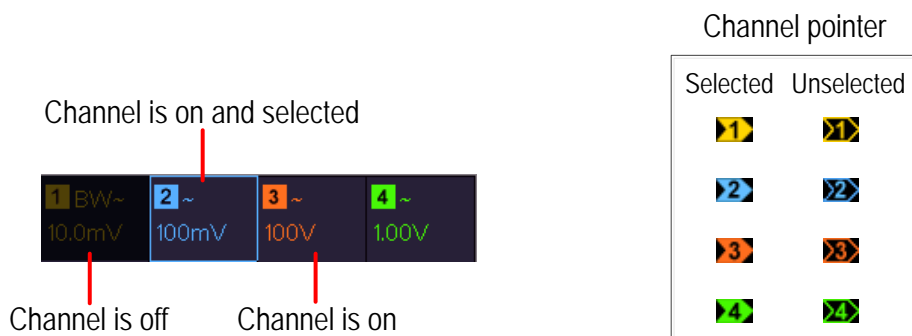 Channel pointer
Selected Unselected
Channel is on and selected
1 BW~ 2 ~ 3 ~ 4 ~
10.0mV 100mV 100V 1.00V
Channel is off Channel is on
1 1
2 2
3 3
4 4